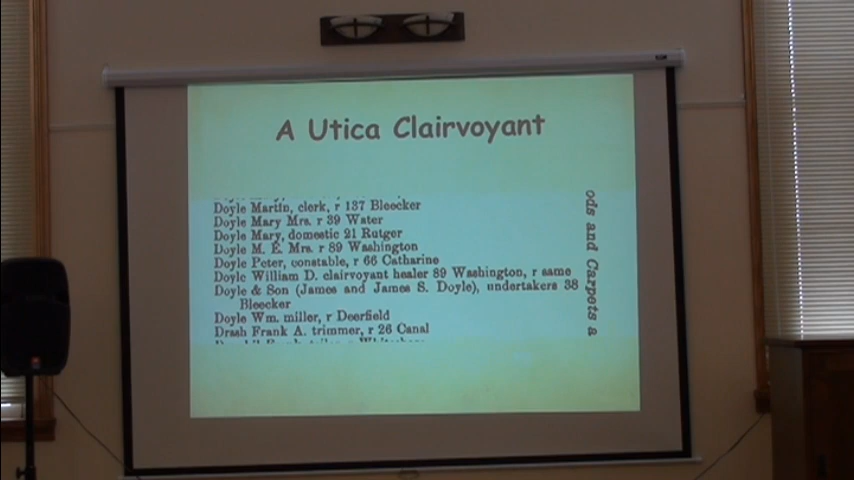 A Utica Clairvoyant
Doyle Martin, clerk, r 137 Bleecker
Doyle Mary Mrs. r 39 Water
Doyle Mary, domestic 21 Rutger
Doyle M. E. Mrs. r 89 Washington
Doyle Peter, constable, r 66 Catharine
Doyle William D. clairvoyant healer 89 Washington, r same
Doyle & Son (James and James S. Doyle), undertakers 38
Bleecker
Doyle Wm. miller, r Deerfield
Draab Frank A. trimmer, r 26 Canal
ods and Carpets a